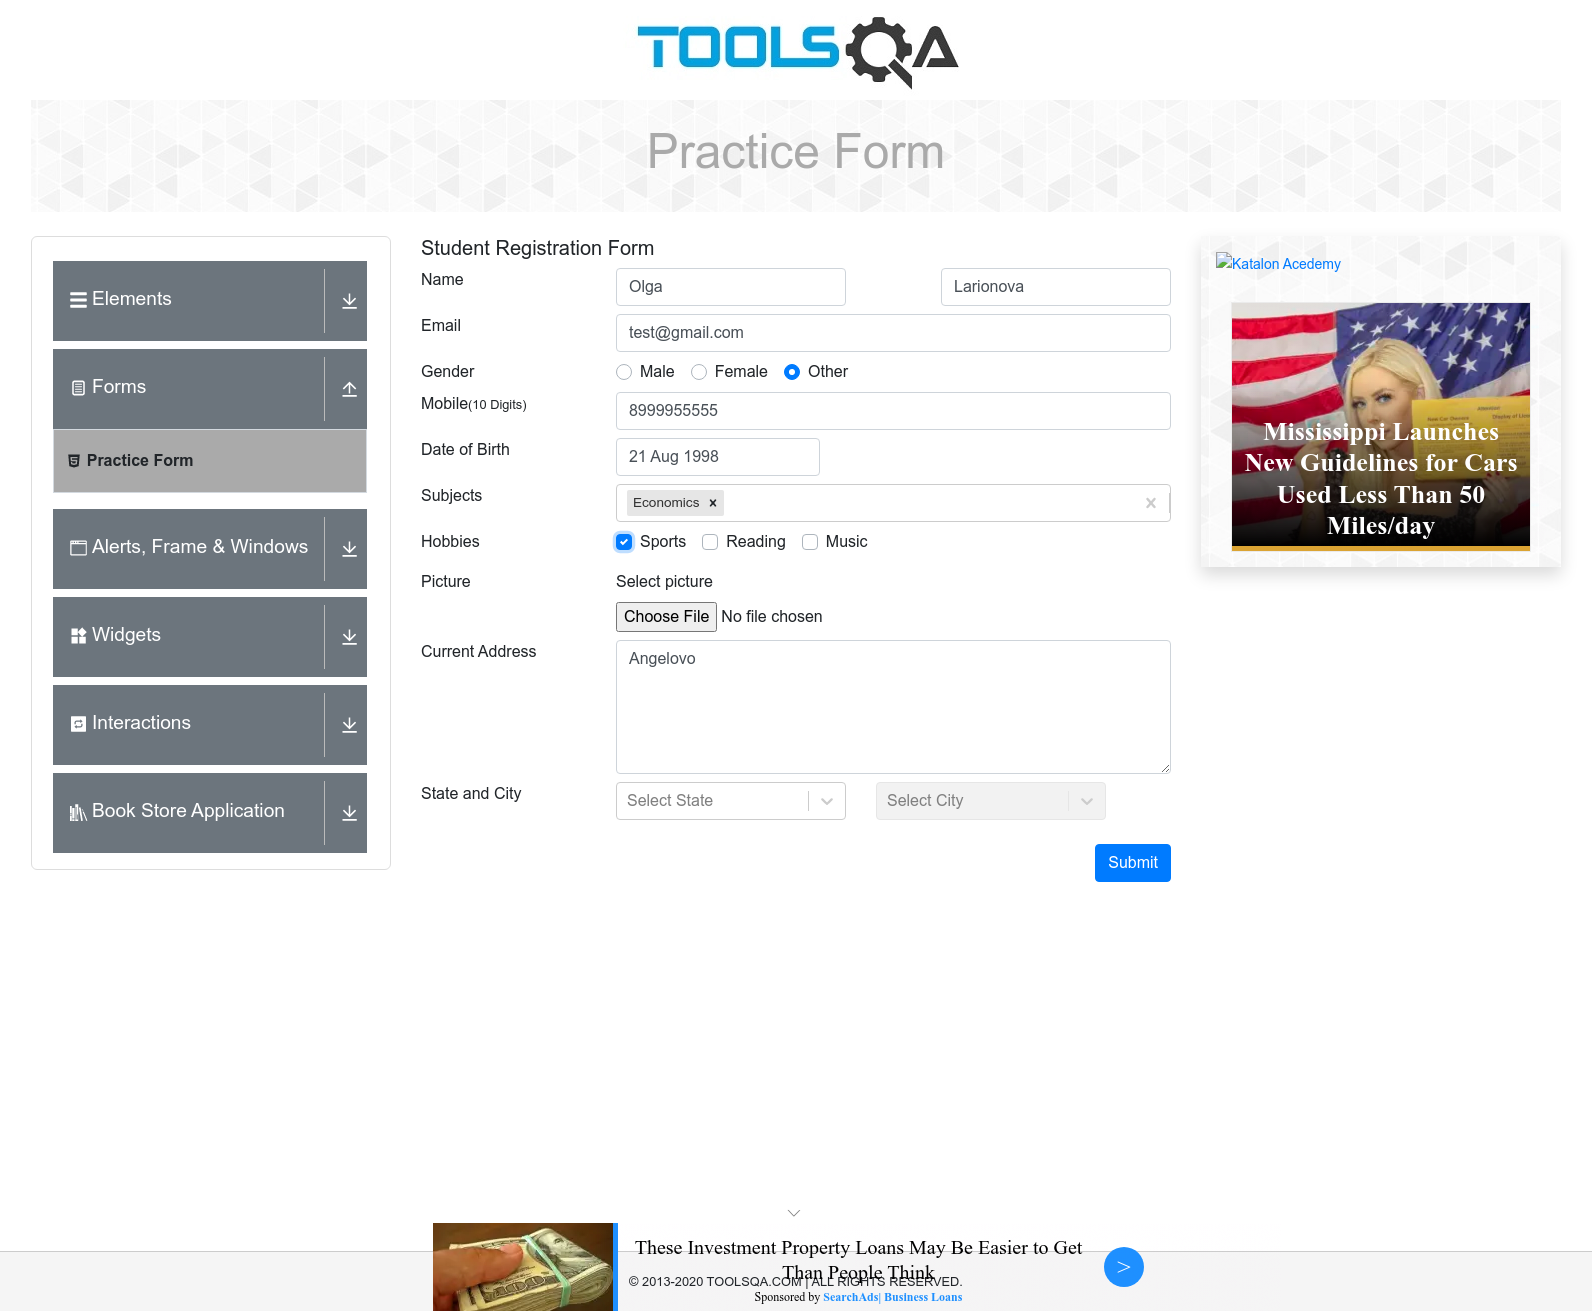 TOOLSQA
Practice Form
Elements
Forms
Practice Form
Alerts, Frame & Windows
Widgets
Interactions
Book Store Application
Student Registration Form
Name Olga Larionova
Email test@gmail.com
Gender Male Female Other
Mobile(10 Digits) 8999955555
Date of Birth 21 Aug 1998
Subjects Economics
Hobbies Sports Reading Music
Picture Select picture
Choose File No file chosen
Current Address Angelovo
State and City Select State Select City
Submit
Katalon Acedemy
Mississippi Launches
New Guidelines for Cars
Used Less Than 50
Miles/day
These Investment Property Loans May Be Easier to Get
Than People Think
© 2013-2020 TOOLSQA.COM | ALL RIGHTS RESERVED.
Sponsored by SearchAds| Business Loans